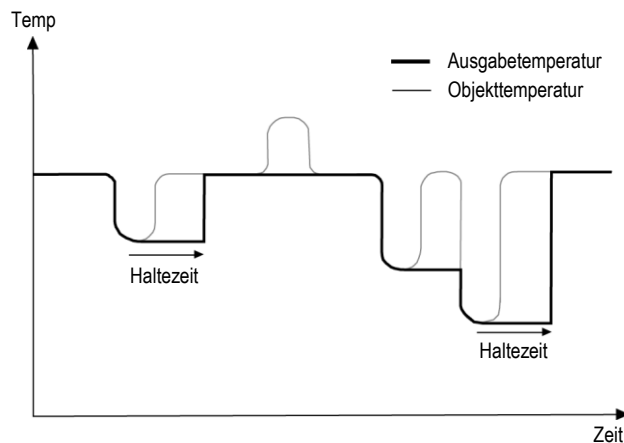 Temp
Ausgabetemperatur
Objekttemperatur
Haltezeit
Haltezeit
Zeit